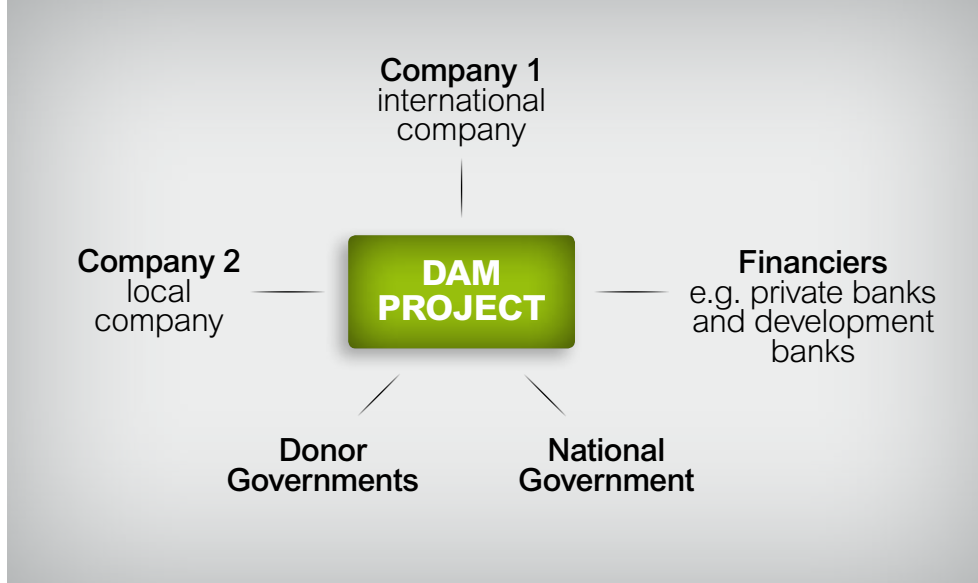 Company 1
international
company
Company 2
local
company
DAM
PROJECT
Financiers
e.g. private banks
and development
banks
Donor
Governments
National
Government